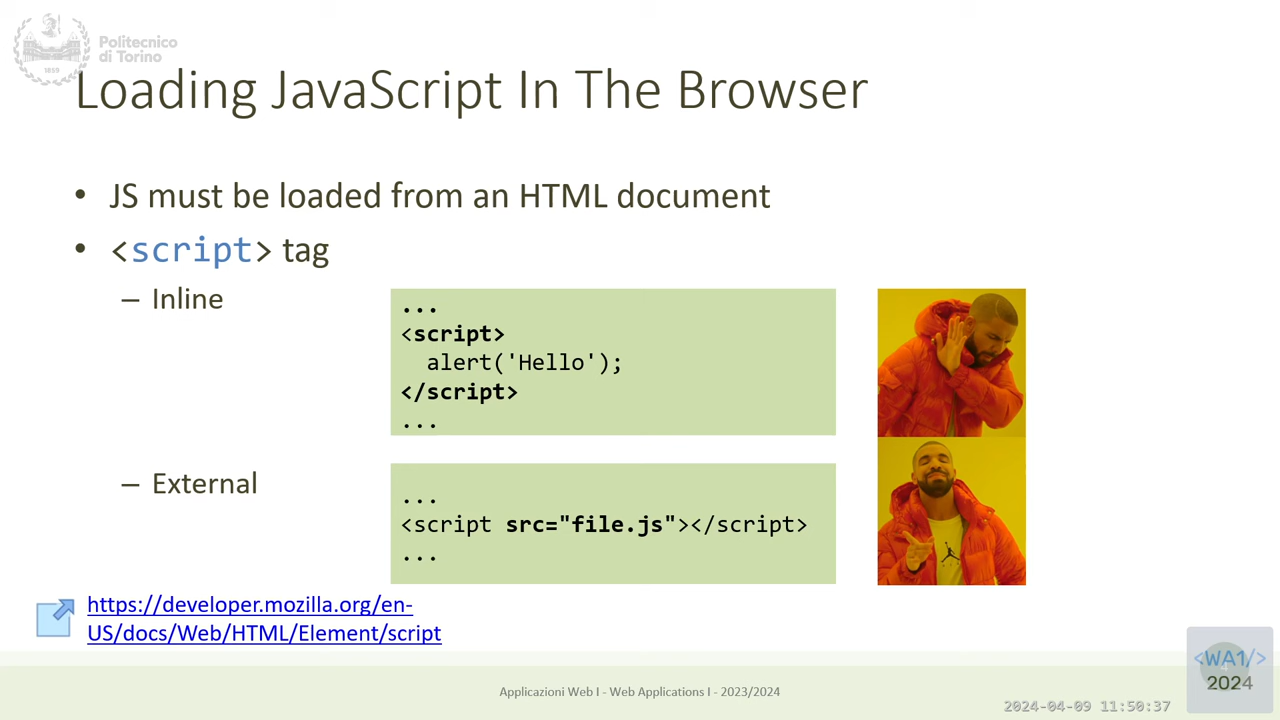 Politecnico
di Torino
1859
Loading JavaScript In The Browser
• JS must be loaded from an HTML document
• <script> tag
– Inline
...
<script>
alert('Hello');
</script>
...
– External
...
<script src="file.js"></script>
...
https://developer.mozilla.org/en-
US/docs/Web/HTML/Element/script
Applicazioni Web I - Web Applications I - 2023/2024
2024-04-09 11:50:37
<WA1/>
4
2024